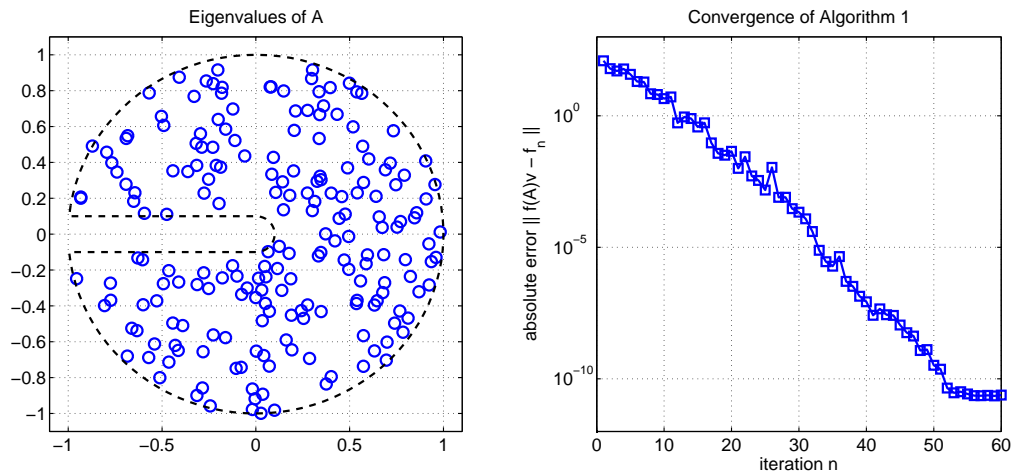 Eigenvalues of A
1
0.8
0.6
0.4
0.2
0
−0.2
−0.4
−0.6
−0.8
−1
−1 −0.5 0 0.5 1
Convergence of Algorithm 1
absolute error || f(A)v − f_n ||
10^0
10^−5
10^−10
0 10 20 30 40 50 60
iteration n